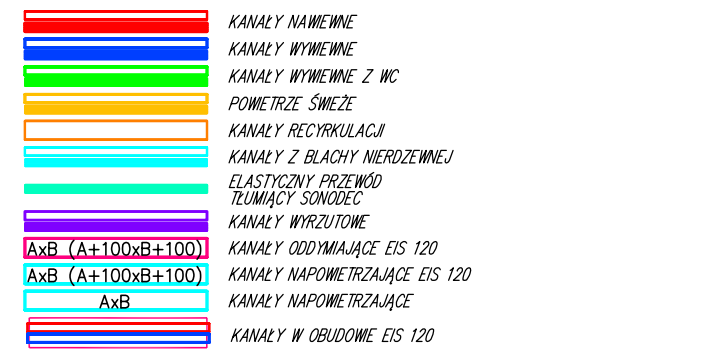 KANAŁY NAWIEWNE
KANAŁY WYWIEWNE
KANAŁY WYWIEWNE Z WC
POWIETRZE ŚWIEŻE
KANAŁY RECYRKULACJI
KANAŁY Z BLACHY NIERDZEWNEJ
ELASTYCZNY PRZEWÓD
TŁUMIĄCY SONODEC
KANAŁY WYRZUTOWE
AxB (A+100xB+100) KANAŁY ODDYMIAJĄCE EIS 120
AxB (A+100xB+100) KANAŁY NAPOWIETRZAJĄCE EIS 120
AxB KANAŁY NAPOWIETRZAJĄCE
KANAŁY W OBUDOWIE EIS 120